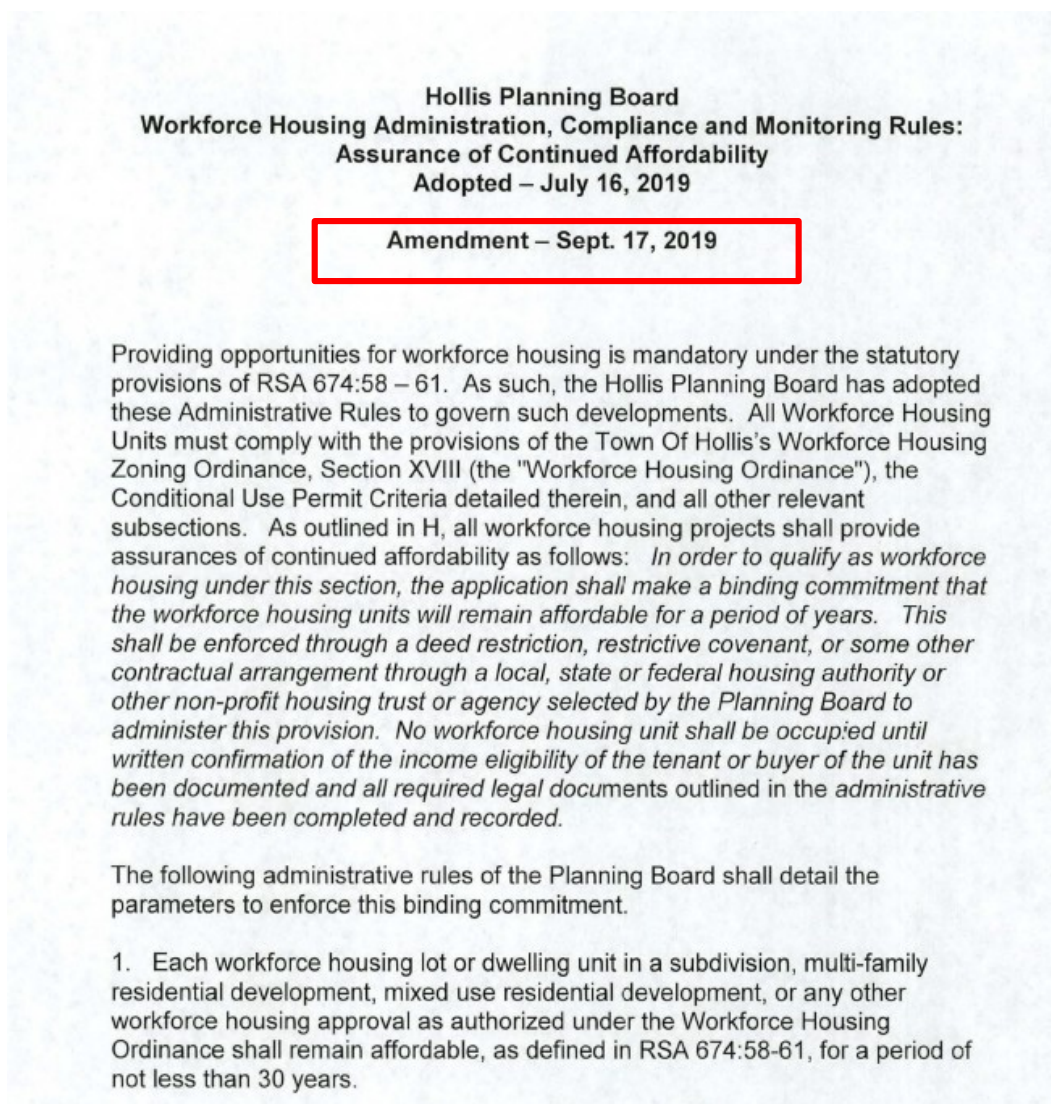 Hollis Planning Board
Workforce Housing Administration, Compliance and Monitoring Rules:
Assurance of Continued Affordability
Adopted – July 16, 2019
Amendment – Sept. 17, 2019
Providing opportunities for workforce housing is mandatory under the statutory
provisions of RSA 674:58 – 61. As such, the Hollis Planning Board has adopted
these Administrative Rules to govern such developments. All Workforce Housing
Units must comply with the provisions of the Town Of Hollis's Workforce Housing
Zoning Ordinance, Section XVIII (the "Workforce Housing Ordinance"), the
Conditional Use Permit Criteria detailed therein, and all other relevant
subsections. As outlined in H, all workforce housing projects shall provide
assurances of continued affordability as follows: In order to qualify as workforce
housing under this section, the application shall make a binding commitment that
the workforce housing units will remain affordable for a period of years. This
shall be enforced through a deed restriction, restrictive covenant, or some other
contractual arrangement through a local, state or federal housing authority or
other non-profit housing trust or agency selected by the Planning Board to
administer this provision. No workforce housing unit shall be occupied until
written confirmation of the income eligibility of the tenant or buyer of the unit has
been documented and all required legal documents outlined in the administrative
rules have been completed and recorded.
The following administrative rules of the Planning Board shall detail the
parameters to enforce this binding commitment.
1. Each workforce housing lot or dwelling unit in a subdivision, multi-family
residential development, mixed use residential development, or any other
workforce housing approval as authorized under the Workforce Housing
Ordinance shall remain affordable, as defined in RSA 674:58-61, for a period of
not less than 30 years.